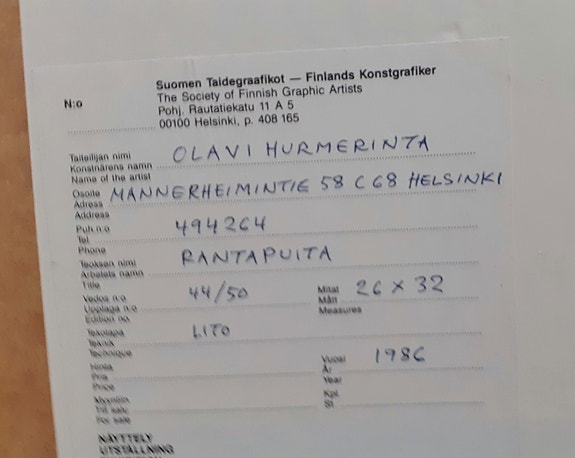 Suomen Taidegraafikot — Finlands Konstgrafiker
The Society of Finnish Graphic Artists
N:o
Pohj. Rautatiekatu 11 A 5
00100 Helsinki, p. 408 165
Taiteilijan nimi
Konstnärens namn OLAVI HURMERINTA
Name of the artist
Osoite
Adress MANNERHEIMINTIE 58 C 68 HELSINKI
Address
Puh n:o
Tel 494264
Phone
Teoksen nimi
Arbetets namn RANTAPUITA
Title
Vedos n:o 44/50 Mitat 26 x 32
Upplaga n:o Mått
Edition no. Measures
Tekotapa
Teknik LITO
Technique
Hinta Vuosi 1986
Pris År
Price Year
Myyntiin Kpl.
Till salu St.
For sale
NÄYTTELY
UTSTÄLLNING